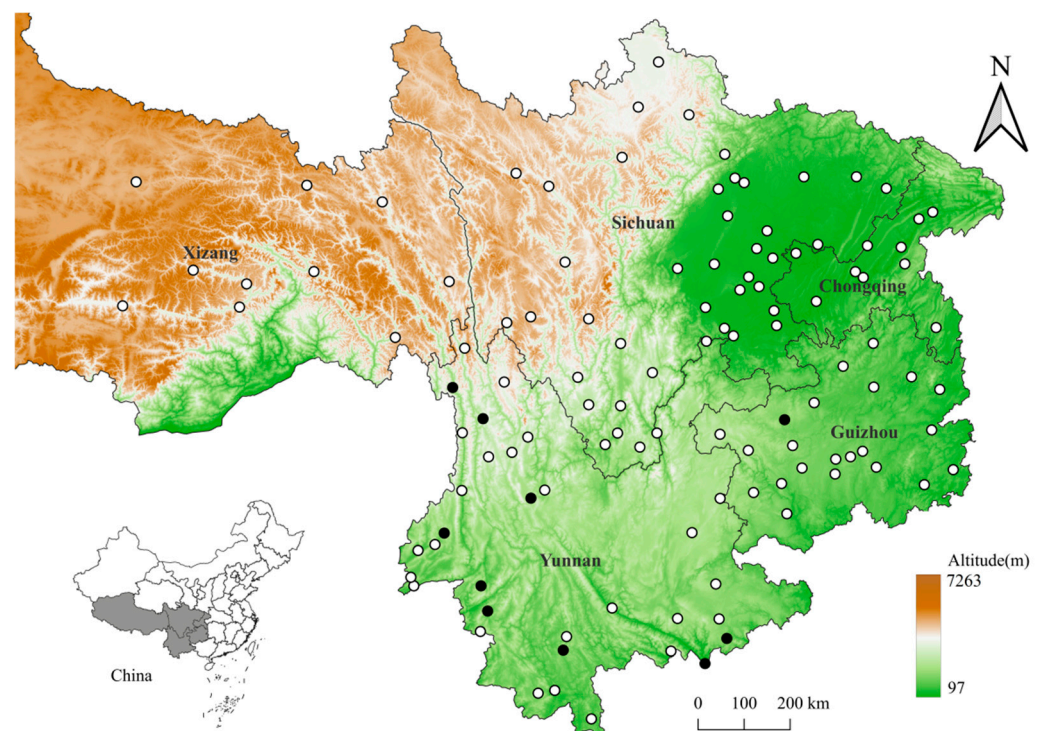 N
Sichuan
Xizang
Chongqing
Guizhou
Yunnan
Altitude(m)
7263
97
China
0 100 200 km